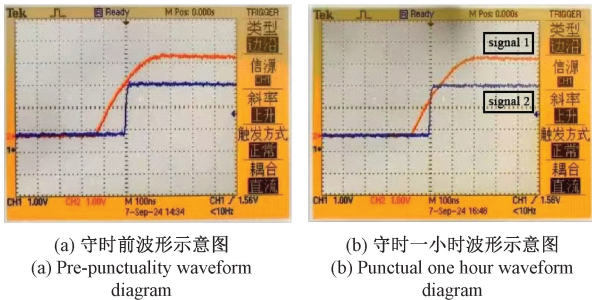 Tek
Ready
M Pos: 0.000s
TRIGGER
类型
边沿
信源
CH1
斜率
上升
触发方式
正常
耦合
直流
CH1 1.00V
CH2 1.00V
M 100ns
CH1 / 1.56V
7-Sep-24 14:34
<10Hz
Tek
Ready
M Pos: 0.000s
TRIGGER
类型
边沿
signal 1
信源
CH1
signal 2
斜率
上升
触发方式
正常
耦合
直流
CH1 1.00V
CH2 1.00V
M 100ns
CH1 / 1.56V
7-Sep-24 16:48
<10Hz
(a) 守时前波形示意图
(a) Pre-punctuality waveform
diagram
(b) 守时一小时波形示意图
(b) Punctual one hour waveform
diagram